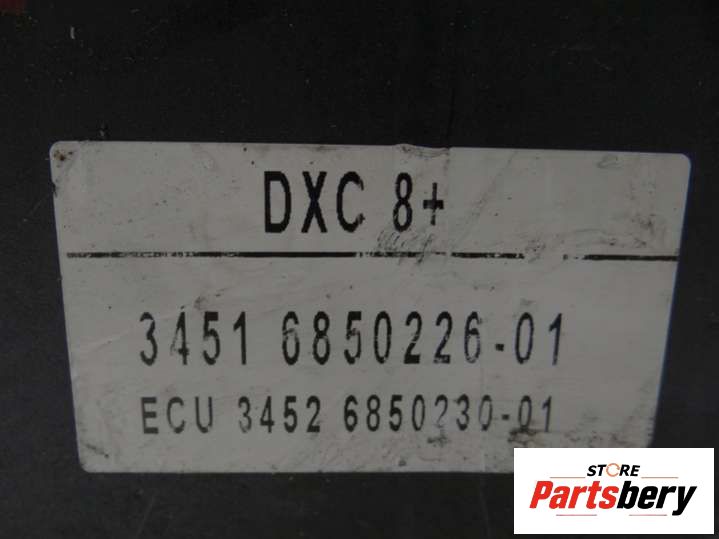 DXC 8+
3451 6850226-01
ECU 3452 6850230-01
STORE
Partsbery